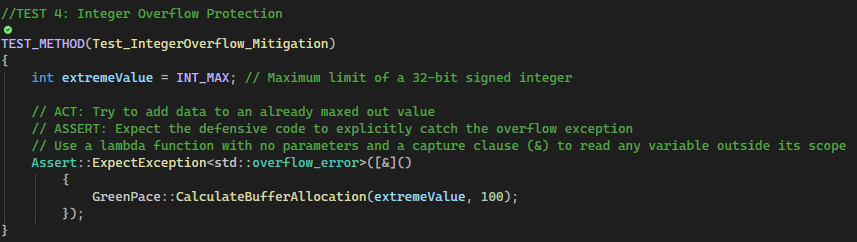 //TEST 4: Integer Overflow Protection
TEST_METHOD(Test_IntegerOverflow_Mitigation)
{
    int extremeValue = INT_MAX; // Maximum limit of a 32-bit signed integer

    // ACT: Try to add data to an already maxed out value
    // ASSERT: Expect the defensive code to explicitly catch the overflow exception
    // Use a lambda function with no parameters and a capture clause (&) to read any variable outside its scope
    Assert::ExpectException<std::overflow_error>([&]()
        {
            GreenPace::CalculateBufferAllocation(extremeValue, 100);
        });
}